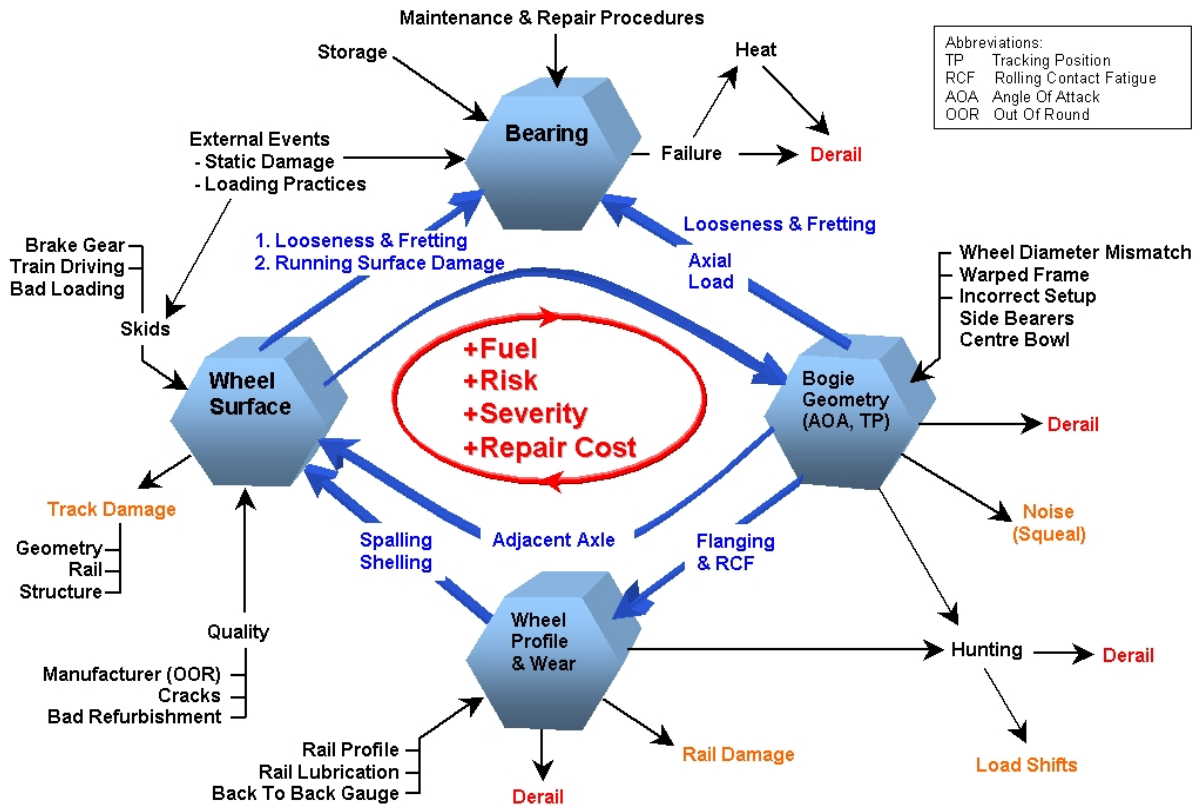 Maintenance & Repair Procedures
Storage
Heat
Abbreviations:
TP Tracking Position
RCF Rolling Contact Fatigue
AOA Angle Of Attack
OOR Out Of Round
Bearing
External Events
- Static Damage
- Loading Practices
Failure
Derail
Looseness & Fretting
Axial
Load
1. Looseness & Fretting
2. Running Surface Damage
Brake Gear
Train Driving
Bad Loading
Skids
Wheel Diameter Mismatch
Warped Frame
Incorrect Setup
Side Bearers
Centre Bowl
+Fuel
+Risk
+Severity
+Repair Cost
Wheel
Surface
Bogie
Geometry
(AOA, TP)
Derail
Noise
(Squeal)
Track Damage
Geometry
Rail
Structure
Spalling
Shelling
Adjacent Axle
Flanging
& RCF
Quality
Manufacturer (OOR)
Cracks
Bad Refurbishment
Wheel
Profile
& Wear
Hunting
Derail
Rail Profile
Rail Lubrication
Back To Back Gauge
Derail
Rail Damage
Load Shifts